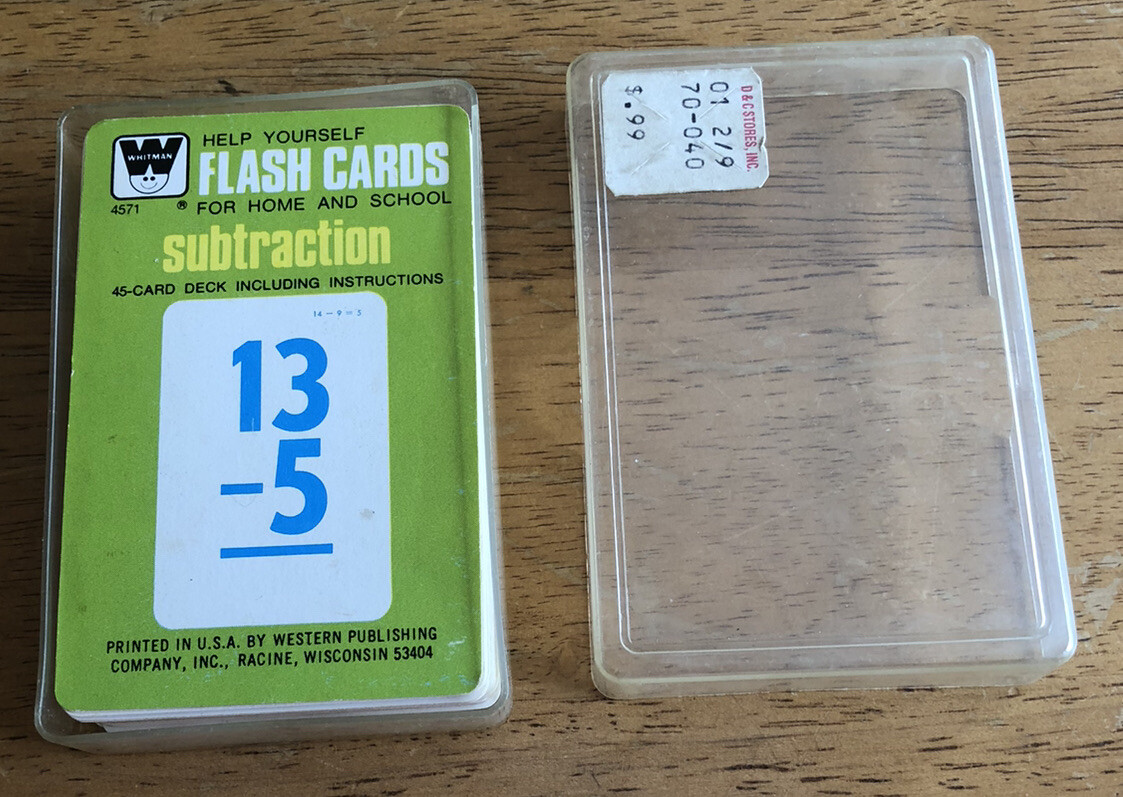 WHITMAN
HELP YOURSELF
FLASH CARDS
4571 ® FOR HOME AND SCHOOL
subtraction
45-CARD DECK INCLUDING INSTRUCTIONS
14 - 9 = 5
13
-5
PRINTED IN U.S.A. BY WESTERN PUBLISHING
COMPANY, INC., RACINE, WISCONSIN 53404
D&C STORES, INC.
01 2/9
70-040
$.99